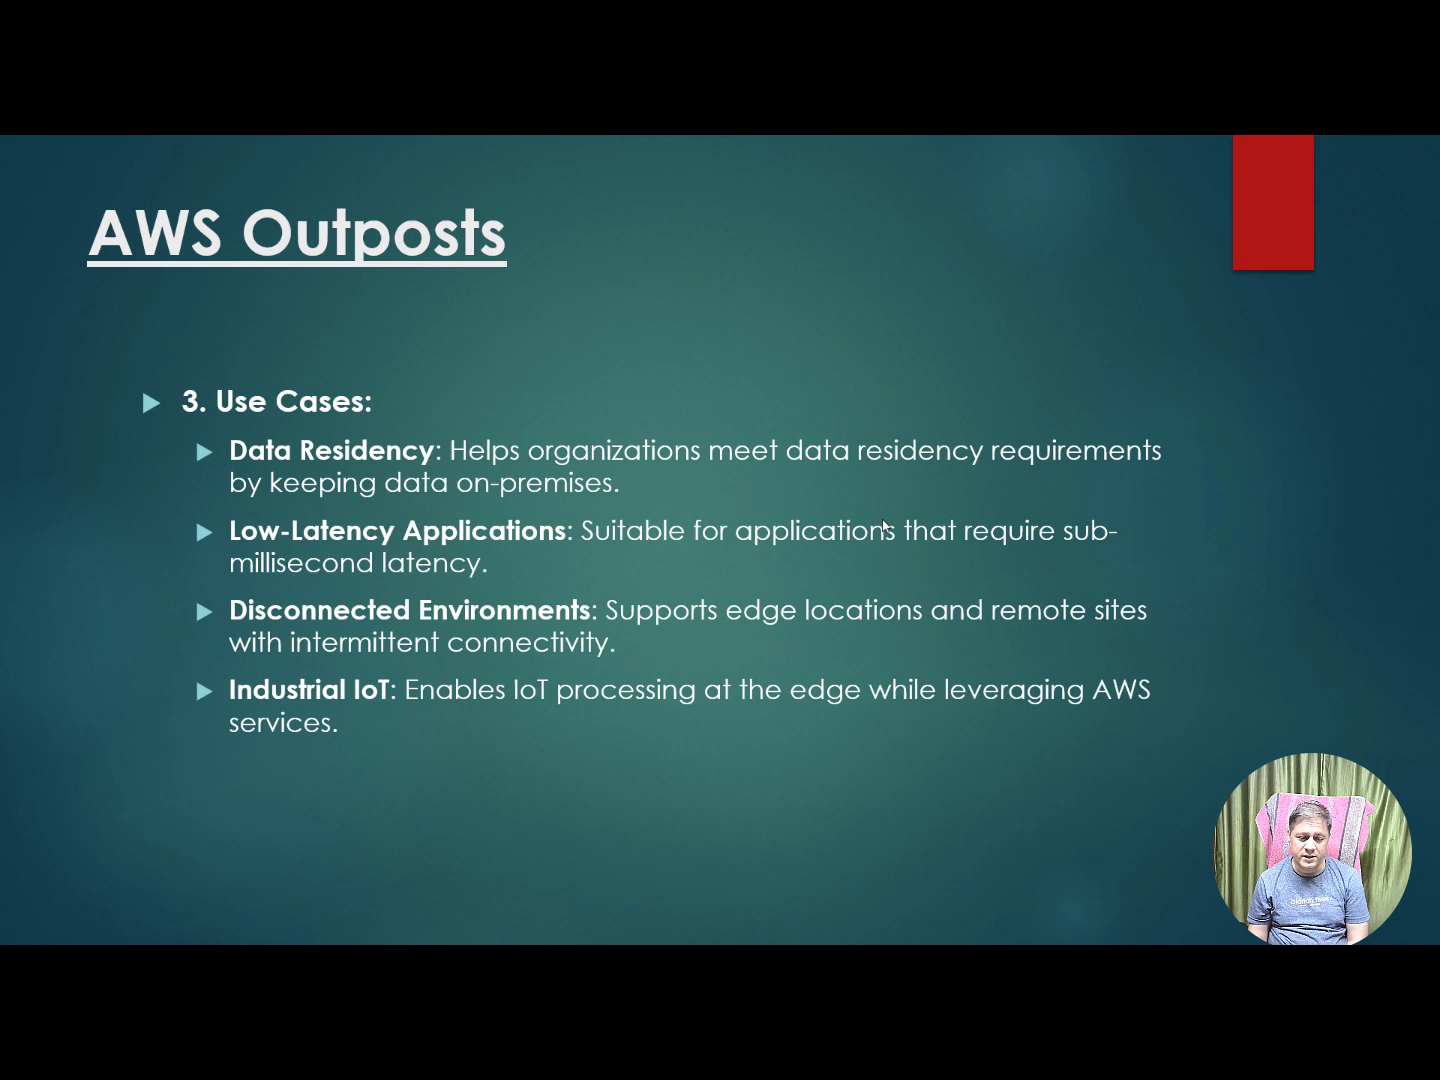 AWS Outposts
3. Use Cases:
Data Residency: Helps organizations meet data residency requirements
by keeping data on-premises.
Low-Latency Applications: Suitable for applications that require sub-
millisecond latency.
Disconnected Environments: Supports edge locations and remote sites
with intermittent connectivity.
Industrial IoT: Enables IoT processing at the edge while leveraging AWS
services.